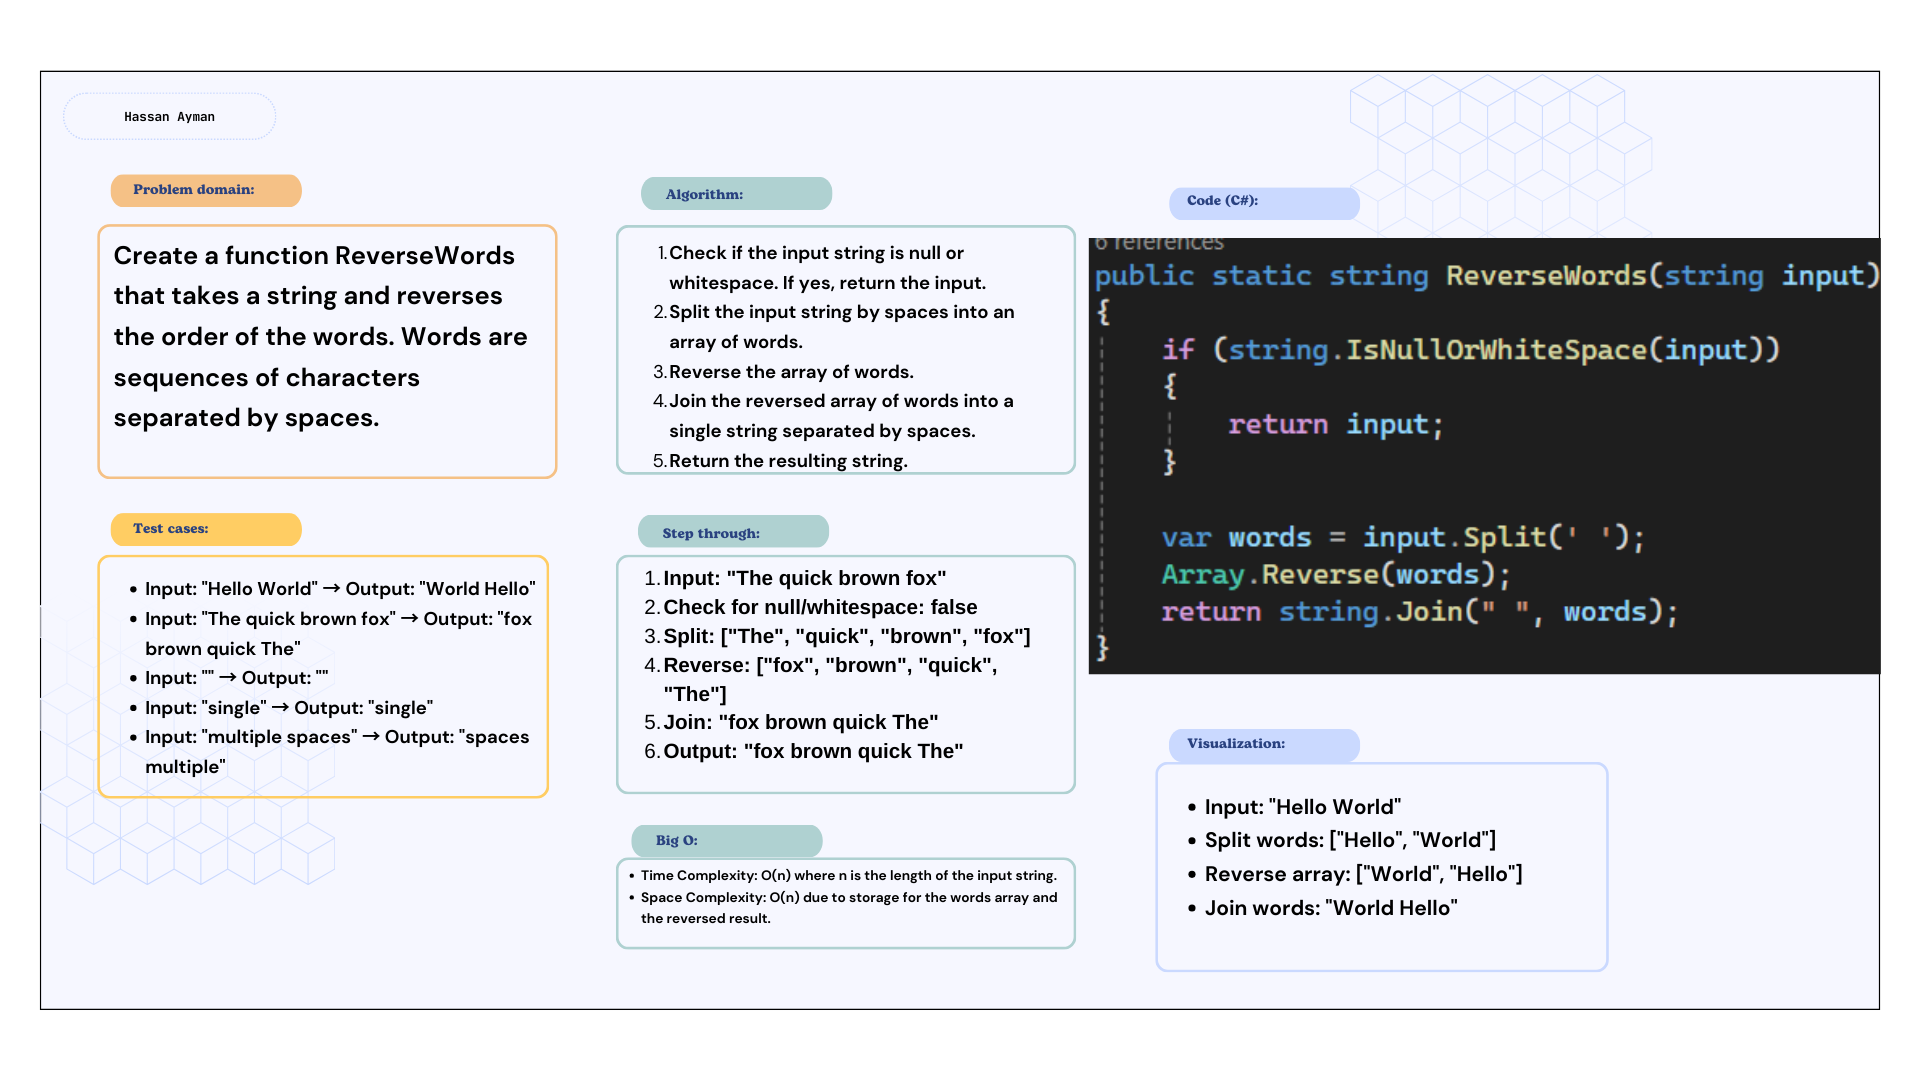 Hassan Ayman
Problem domain:
Create a function ReverseWords
that takes a string and reverses
the order of the words. Words are
sequences of characters
separated by spaces.
Test cases:
• Input: "Hello World" → Output: "World Hello"
• Input: "The quick brown fox" → Output: "fox
brown quick The"
• Input: "" → Output: ""
• Input: "single" → Output: "single"
• Input: "multiple spaces" → Output: "spaces
multiple"
Algorithm:
1. Check if the input string is null or
whitespace. If yes, return the input.
2. Split the input string by spaces into an
array of words.
3. Reverse the array of words.
4. Join the reversed array of words into a
single string separated by spaces.
5. Return the resulting string.
Step through:
1. Input: "The quick brown fox"
2. Check for null/whitespace: false
3. Split: ["The", "quick", "brown", "fox"]
4. Reverse: ["fox", "brown", "quick",
"The"]
5. Join: "fox brown quick The"
6. Output: "fox brown quick The"
Big O:
• Time Complexity: O(n) where n is the length of the input string.
• Space Complexity: O(n) due to storage for the words array and
the reversed result.
Code (C#):
6 references
public static string ReverseWords(string input)
{
if (string.IsNullOrWhiteSpace(input))
{
return input;
}
var words = input.Split(' ');
Array.Reverse(words);
return string.Join(" ", words);
}
Visualization:
• Input: "Hello World"
• Split words: ["Hello", "World"]
• Reverse array: ["World", "Hello"]
• Join words: "World Hello"